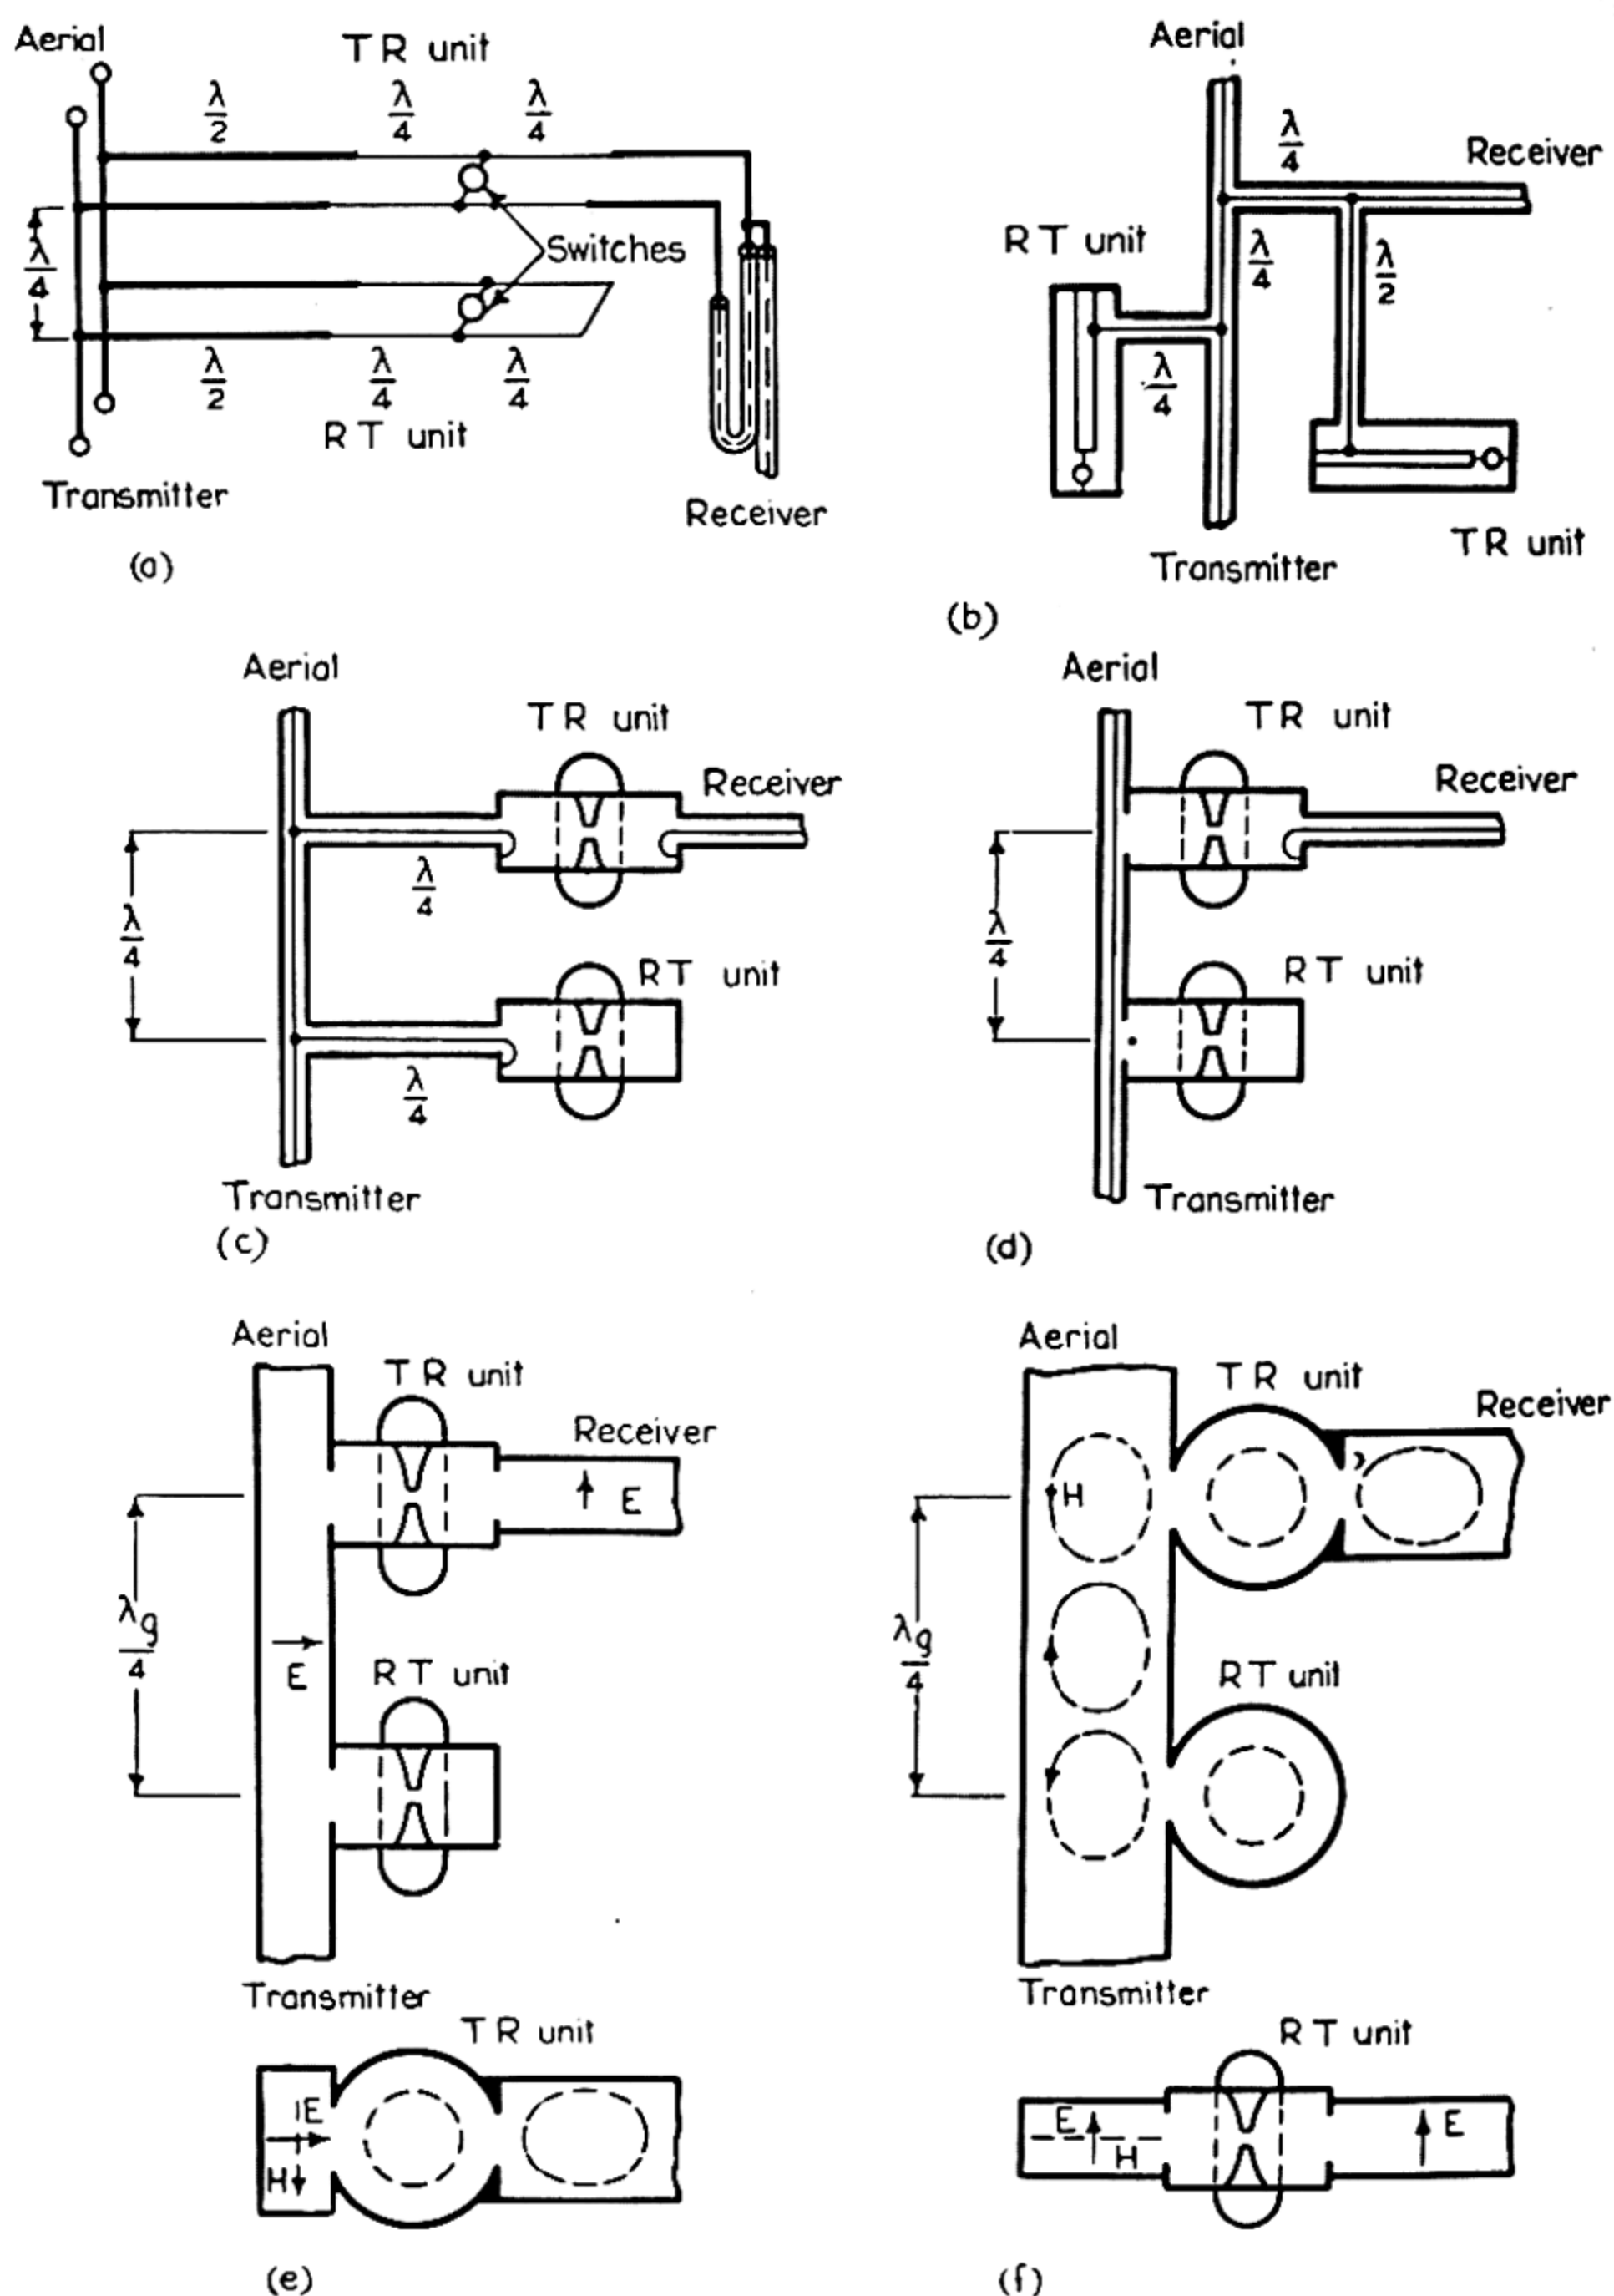 Aerial
TR unit
λ/2
λ/4
λ/4
λ/4
Switches
λ/2
λ/4
λ/4
RT unit
Transmitter
Receiver
(a)
Aerial
λ/4
Receiver
RT unit
λ/4
λ/2
λ/4
TR unit
Transmitter
(b)
Aerial
TR unit
Receiver
λ/4
λ/4
RT unit
λ/4
Transmitter
(c)
Aerial
TR unit
Receiver
λ/4
RT unit
Transmitter
(d)
Aerial
TR unit
Receiver
E
λg/4
E
RT unit
Transmitter
TR unit
E
H
(e)
Aerial
TR unit
Receiver
H
λg/4
RT unit
Transmitter
RT unit
E
H
E
(f)